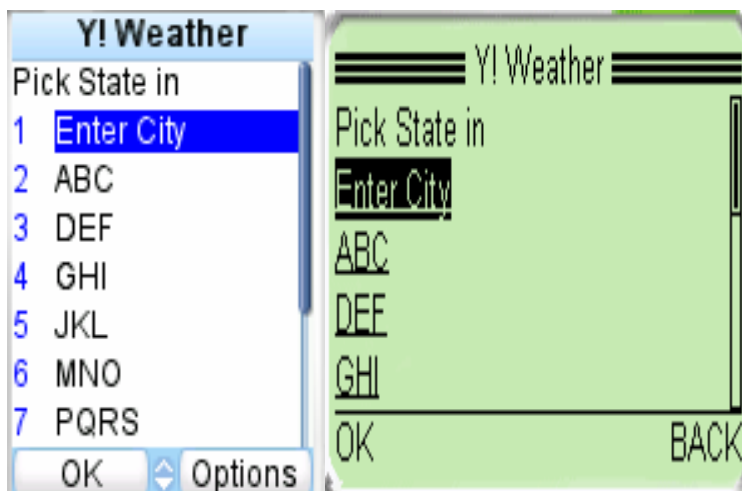 Y! Weather
Pick State in
1 Enter City
2 ABC
3 DEF
4 GHI
5 JKL
6 MNO
7 PQRS
OK Options
Y! Weather
Pick State in
Enter City
ABC
DEF
GHI
OK BACK